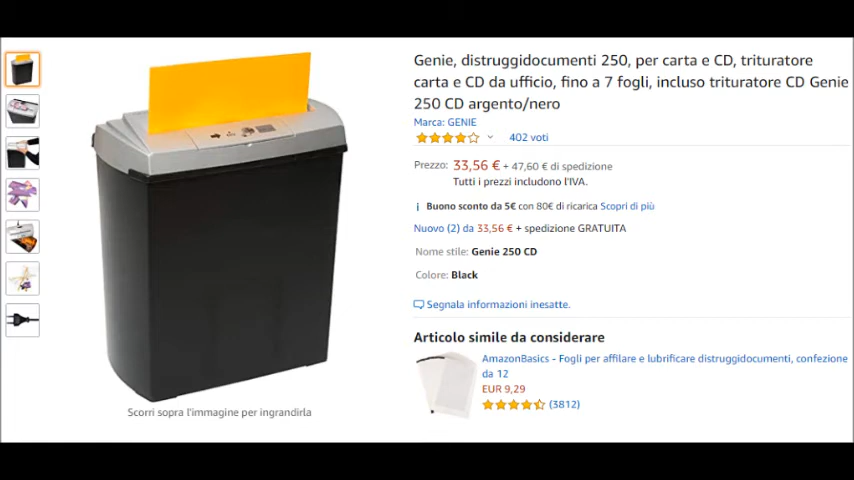 Genie, distruggidocumenti 250, per carta e CD, trituratore
carta e CD da ufficio, fino a 7 fogli, incluso trituratore CD Genie
250 CD argento/nero
Marca: GENIE
402 voti
Prezzo: 33,56 € + 47,60 € di spedizione
Tutti i prezzi includono l'IVA.
Buono sconto da 5€ con 80€ di ricarica Scopri di più
Nuovo (2) da 33,56 € + spedizione GRATUITA
Nome stile: Genie 250 CD
Colore: Black
Segnala informazioni inesatte.
Articolo simile da considerare
AmazonBasics - Fogli per affilare e lubrificare distruggidocumenti, confezione
da 12
EUR 9,29
(3812)
Scorri sopra l'immagine per ingrandirla